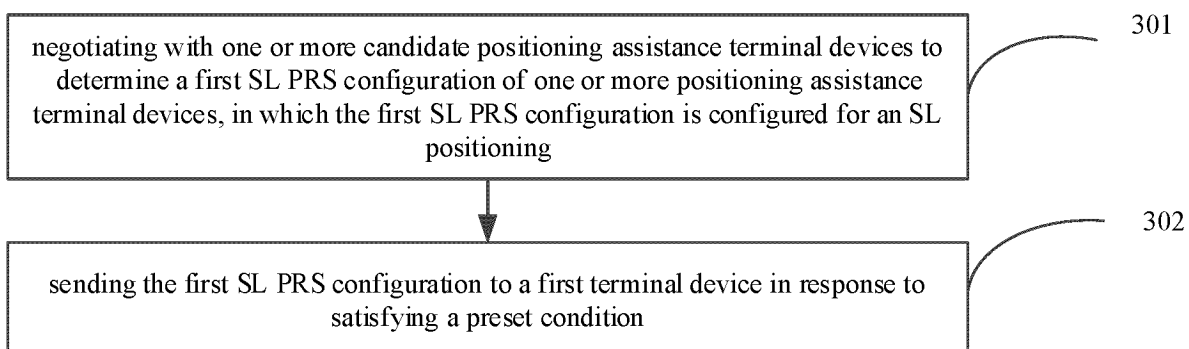 negotiating with one or more candidate positioning assistance terminal devices to
determine a first SL PRS configuration of one or more positioning assistance
terminal devices, in which the first SL PRS configuration is configured for an SL
positioning
301
sending the first SL PRS configuration to a first terminal device in response to
satisfying a preset condition
302